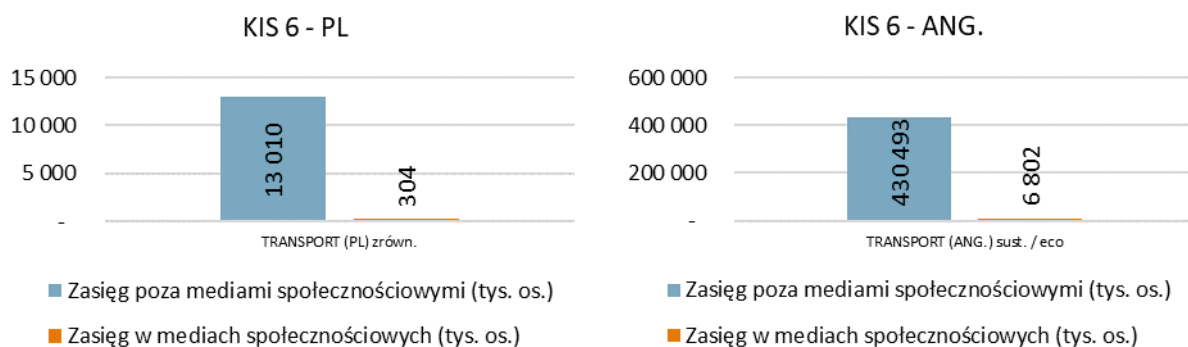 KIS 6 - PL
15 000
10 000
5 000
-
13 010
304
TRANSPORT (PL) zrówn.
Zasięg poza mediami społecznościowymi (tys. os.)
Zasięg w mediach społecznościowych (tys. os.)
KIS 6 - ANG.
600 000
400 000
200 000
-
430 493
6 802
TRANSPORT (ANG.) sust. / eco
Zasięg poza mediami społecznościowymi (tys. os.)
Zasięg w mediach społecznościowych (tys. os.)